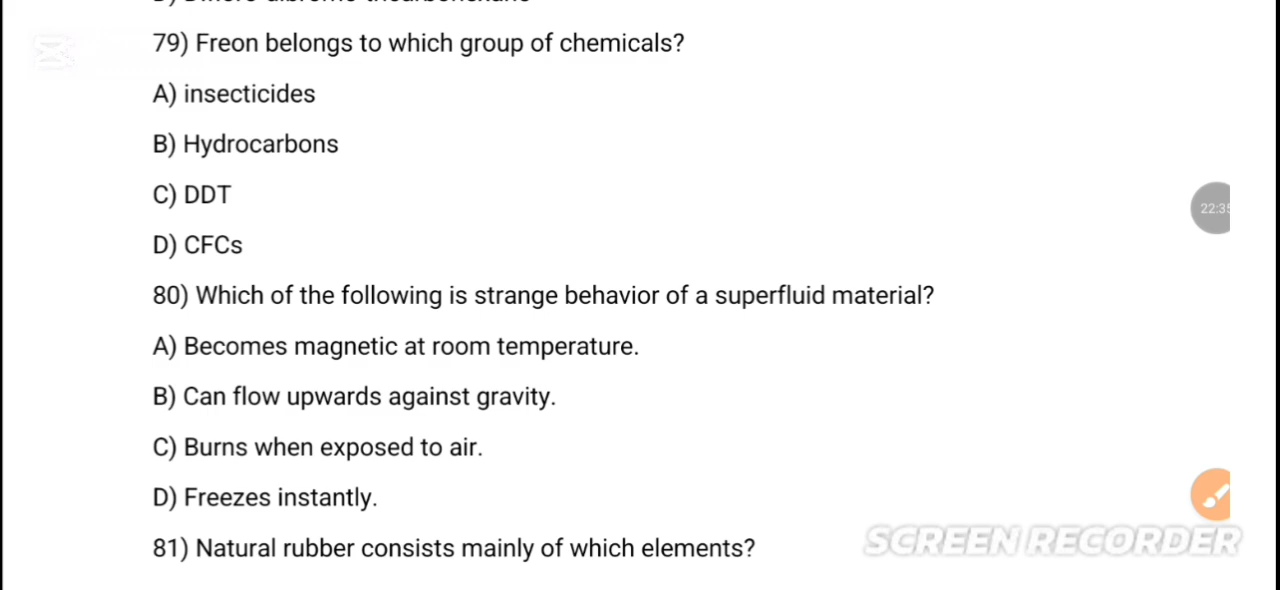 79) Freon belongs to which group of chemicals?
A) insecticides
B) Hydrocarbons
C) DDT
D) CFCs
22:35
80) Which of the following is strange behavior of a superfluid material?
A) Becomes magnetic at room temperature.
B) Can flow upwards against gravity.
C) Burns when exposed to air.
D) Freezes instantly.
81) Natural rubber consists mainly of which elements?
SCREEN RECORDER